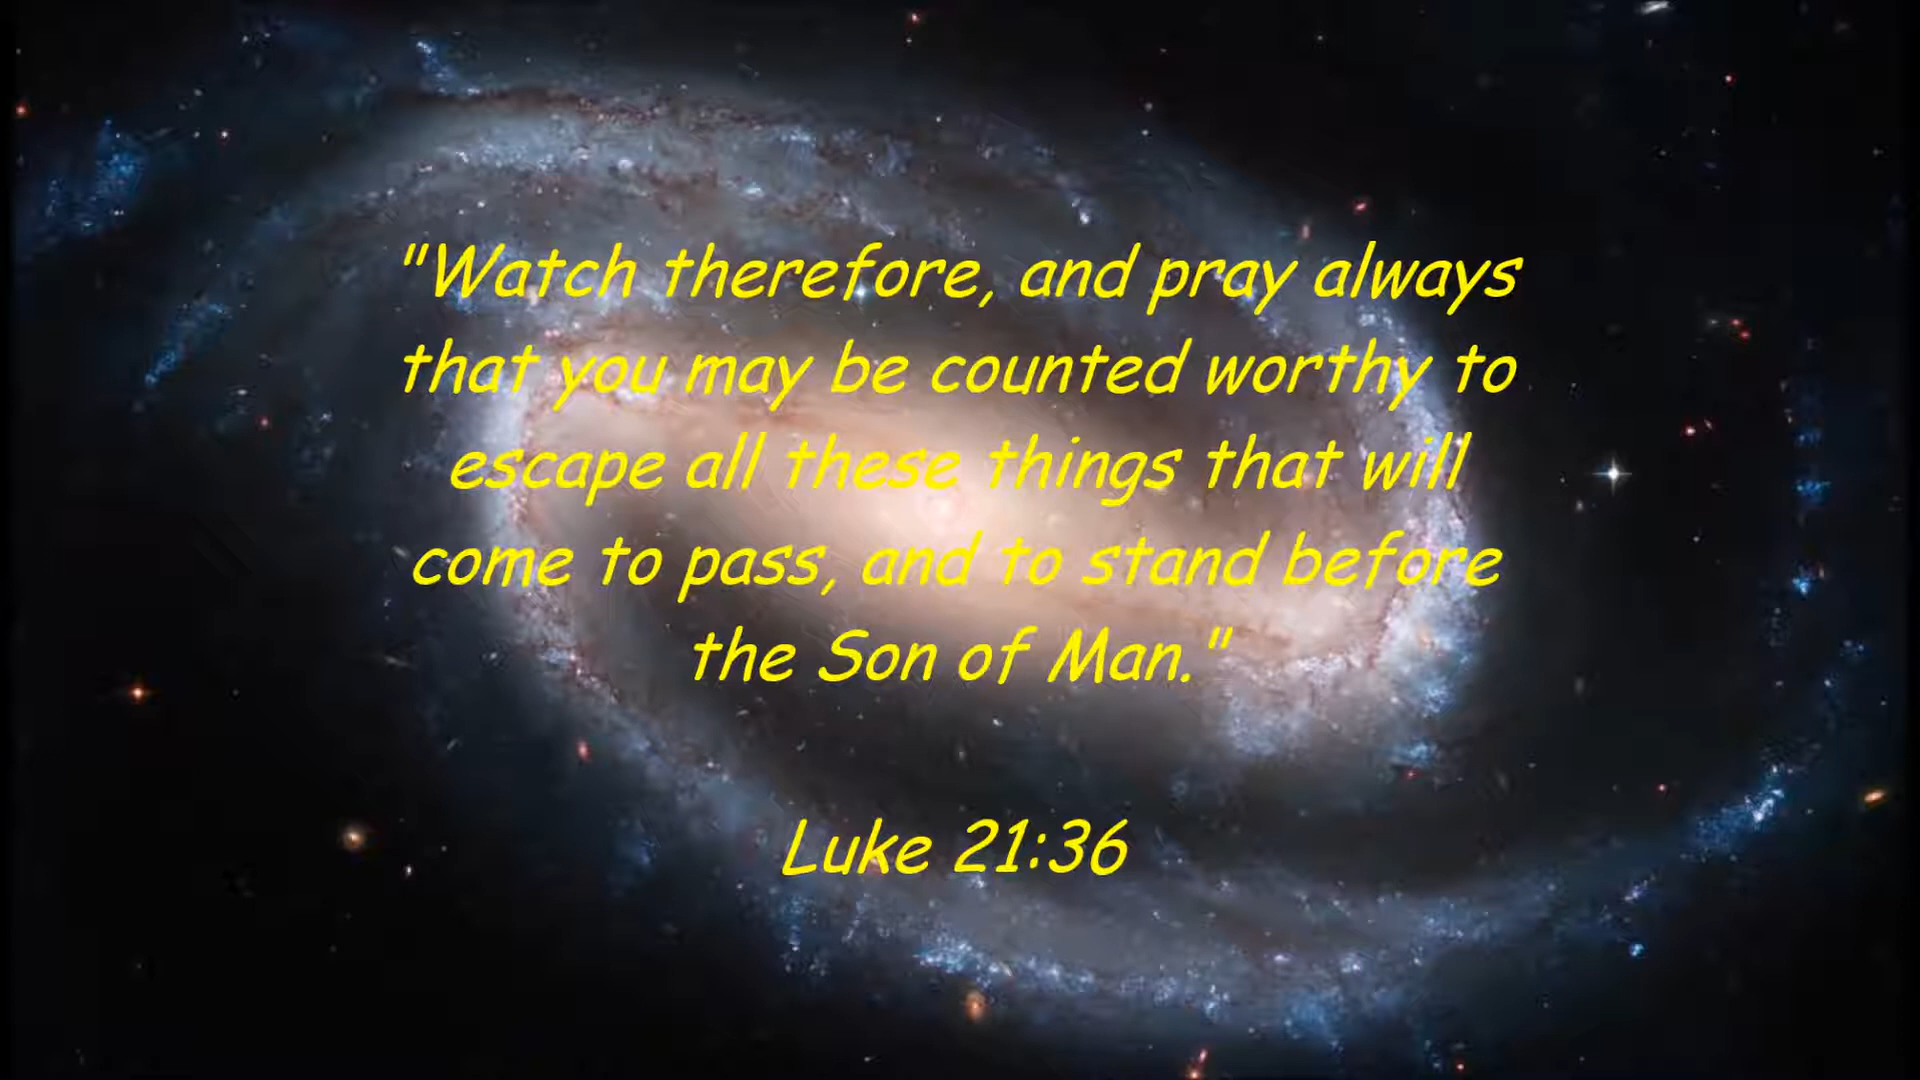 "Watch therefore, and pray always
that you may be counted worthy to
escape all these things that will
come to pass, and to stand before
the Son of Man."
Luke 21:36